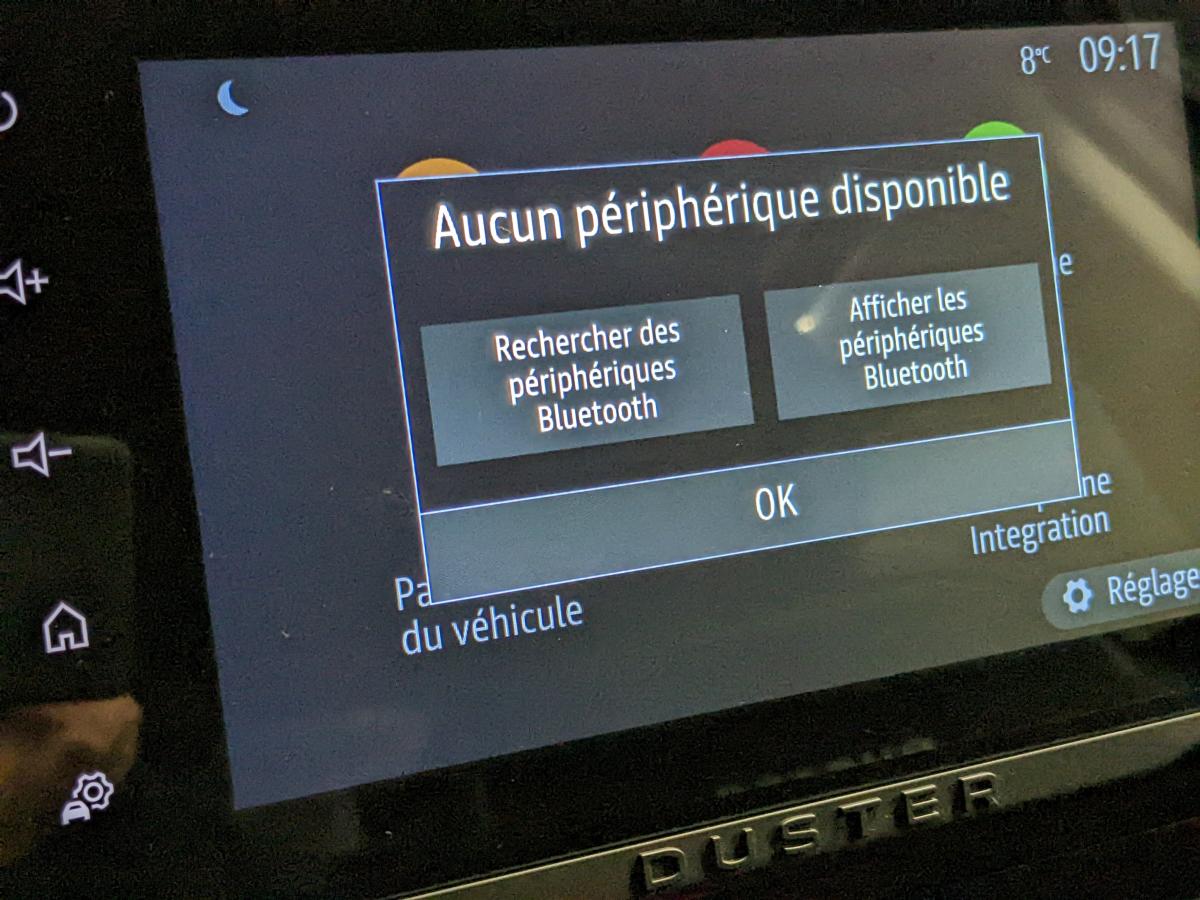 8°C 09:17
Aucun périphérique disponible
Rechercher des
périphériques
Bluetooth
Afficher les
périphériques
Bluetooth
OK
Integration
du véhicule
Réglage
DUSTER